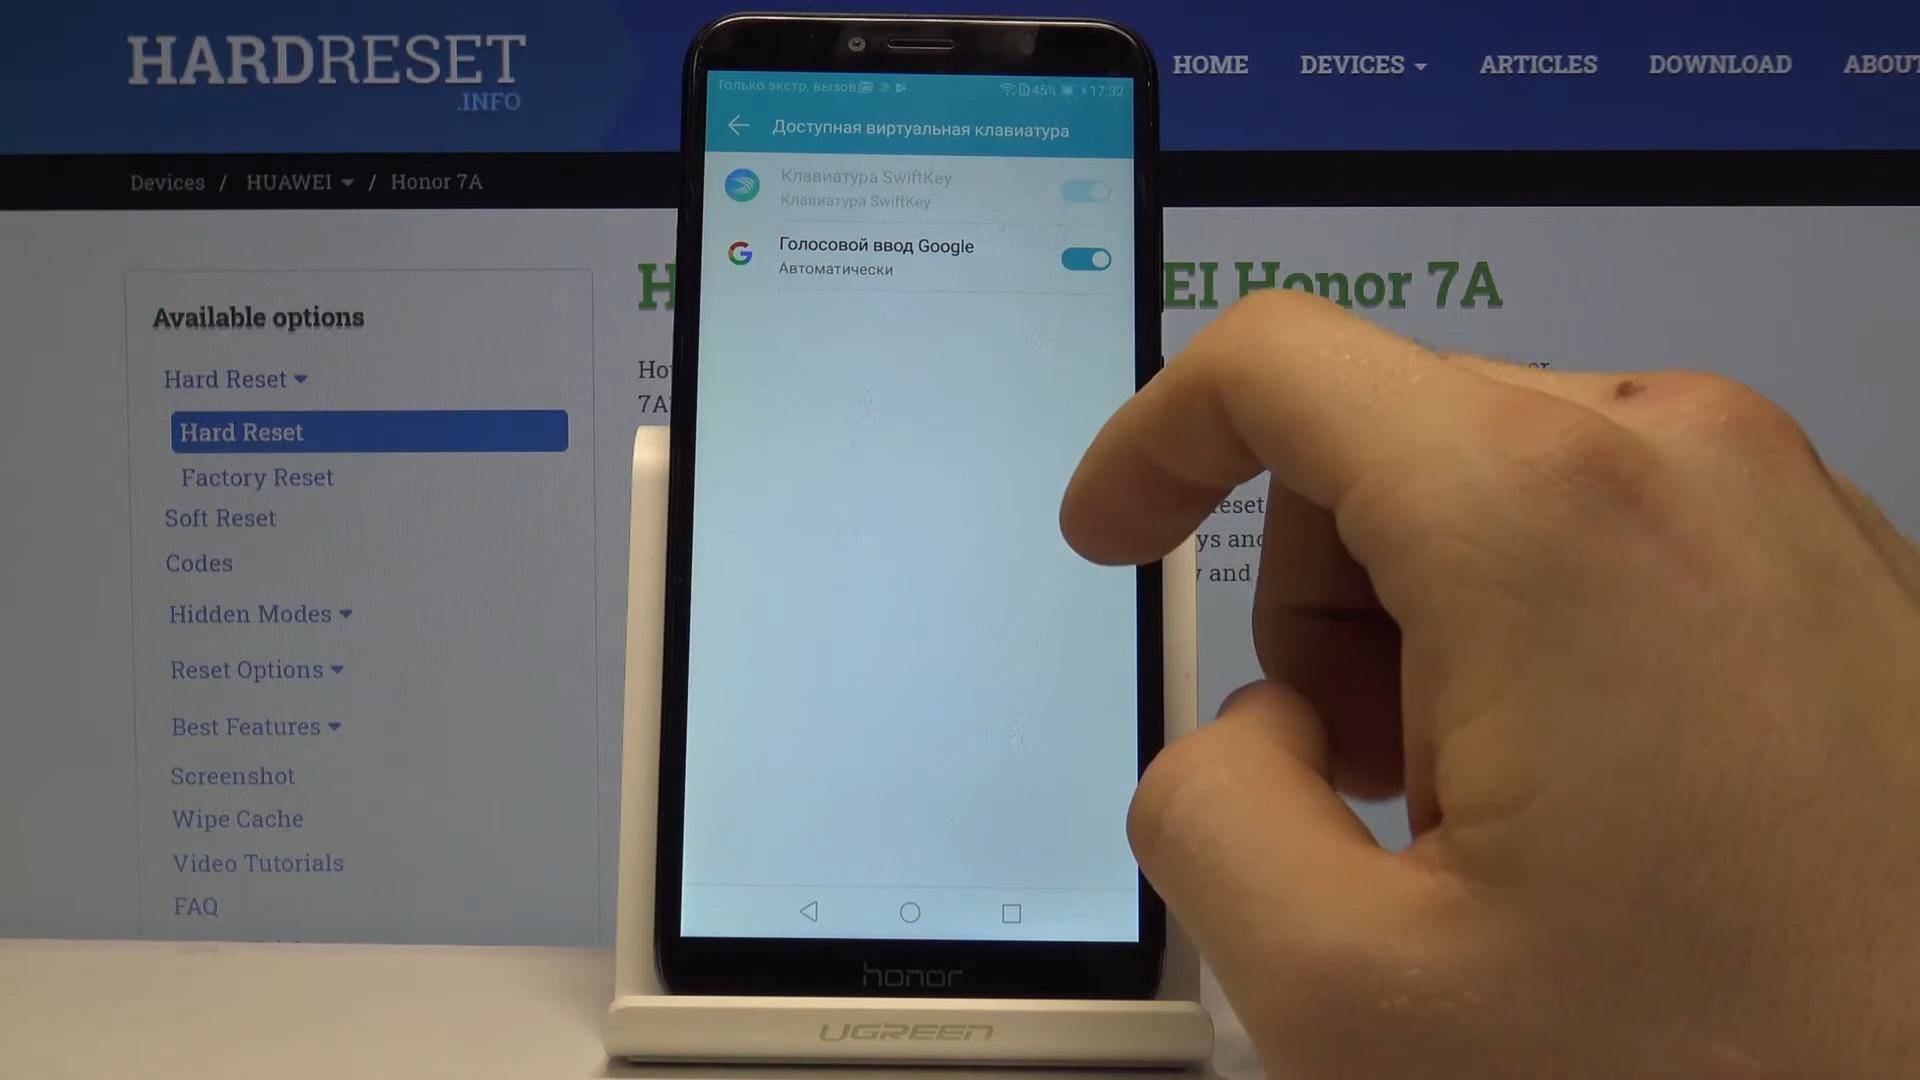 HARDRESET
.INFO
HOME DEVICES ARTICLES DOWNLOAD ABOUT
Devices / HUAWEI / Honor 7A
Available options
Hard Reset
Hard Reset
Factory Reset
Soft Reset
Codes
Hidden Modes
Reset Options
Best Features
Screenshot
Wipe Cache
Video Tutorials
FAQ
Только экстр. вызов 45% 17:32
Доступная виртуальная клавиатура
Клавиатура SwiftKey
Клавиатура SwiftKey
Голосовой ввод Google
Автоматически
honor
UGREEN
H
EI Honor 7A
7A
ys and
and